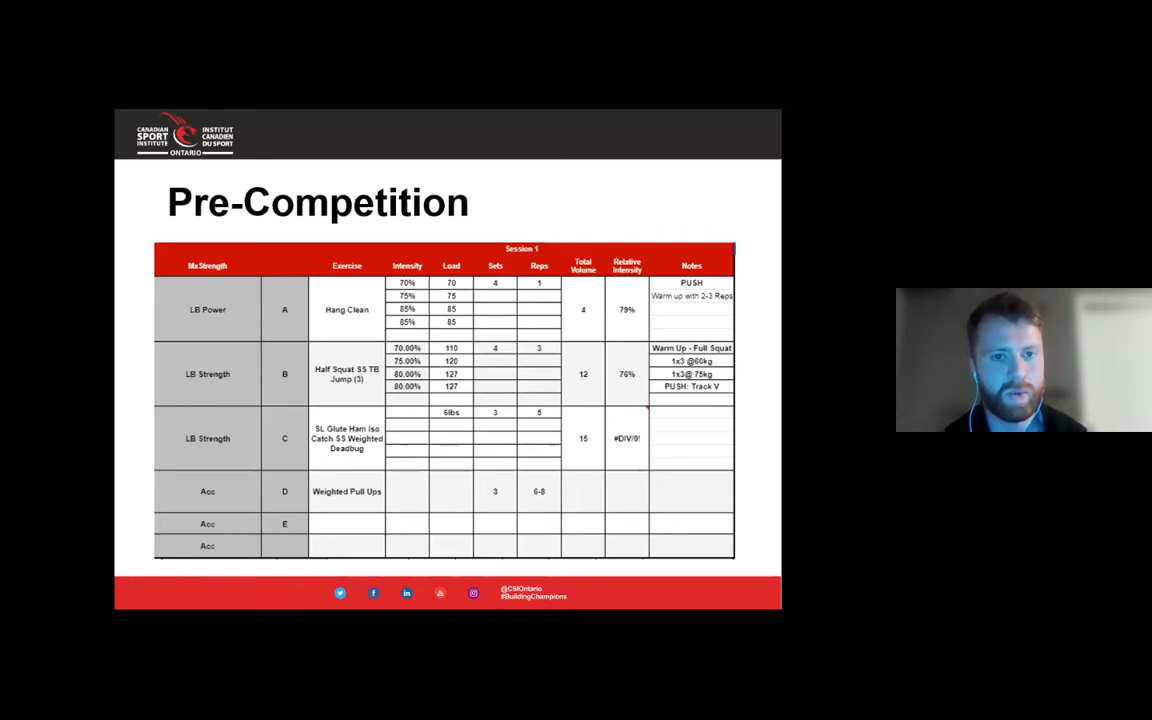 CANADIAN
SPORT
INSTITUTE
INSTITUT
CANADIEN
DU SPORT
ONTARIO
Pre-Competition
Session 1
MxStrength Exercise Intensity Load Sets Reps Total Volume Relative Intensity Notes
LB Power A Hang Clean 70% 70 4 1 4 79% PUSH
75% 75 Warm up with 2-3 Reps
85% 85
85% 85
LB Strength B Half Squat SS TB Jump (3) 70.00% 110 4 3 12 76% Warm Up - Full Squat
75.00% 120 1x3 @60kg
80.00% 127 1x3@ 75kg
80.00% 127 PUSH: Track V
LB Strength C SL Glute Ham Iso Catch SS Weighted Deadbug 6lbs 3 5 15 #DIV/0!
Acc D Weighted Pull Ups 3 6-8
Acc E
Acc
@CSIOntario
#BuildingChampions